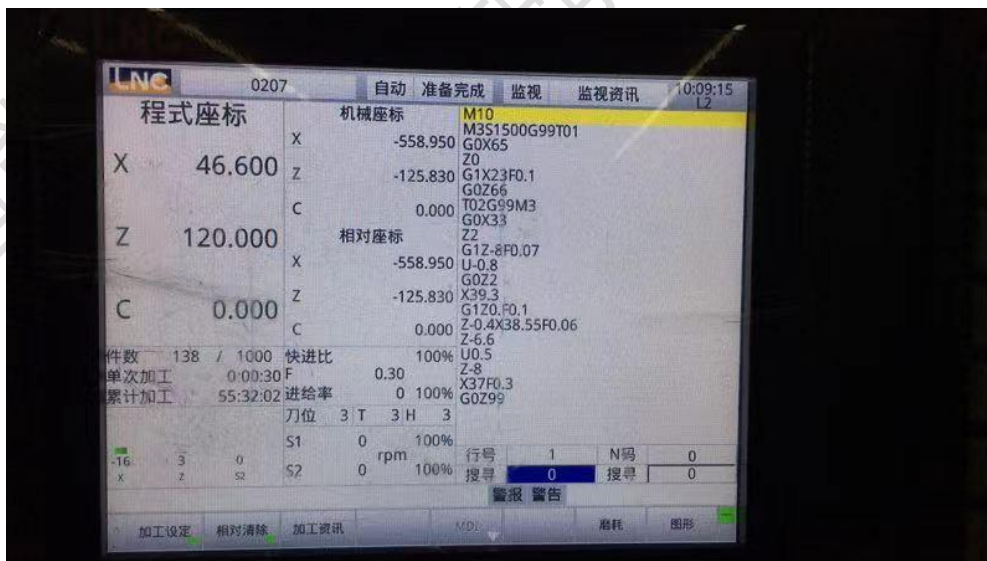 LNC 0207 自动 准备完成 监视 监视资讯 10:09:15
L2
程式座标
X 46.600
Z 120.000
C 0.000
机械座标
X -558.950
Z -125.830
C 0.000
相对座标
X -558.950
Z -125.830
C 0.000
M10
M3S1500G99T01
G0X65
Z0
G1X23F0.1
G0Z66
T02G99M3
G0X33
Z2
G1Z-8F0.07
U-0.8
G0Z2
X39.3
G1Z0.F0.1
Z-0.4X38.55F0.06
Z-6.6
U0.5
Z-8
X37F0.3
G0Z99
件数 138 / 1000
单次加工 0:00:30
累计加工 55:32:02
快进比 100%
F 0.30
进给率 0 100%
刀位 3 T 3 H 3
S1 0 100%
rpm
S2 0 100%
-16 3 0
X Z S2
行号 1 N码 0
搜寻 0 搜寻 0
警报 警告
加工设定 相对清除 加工资讯 MDI 磨耗 图形